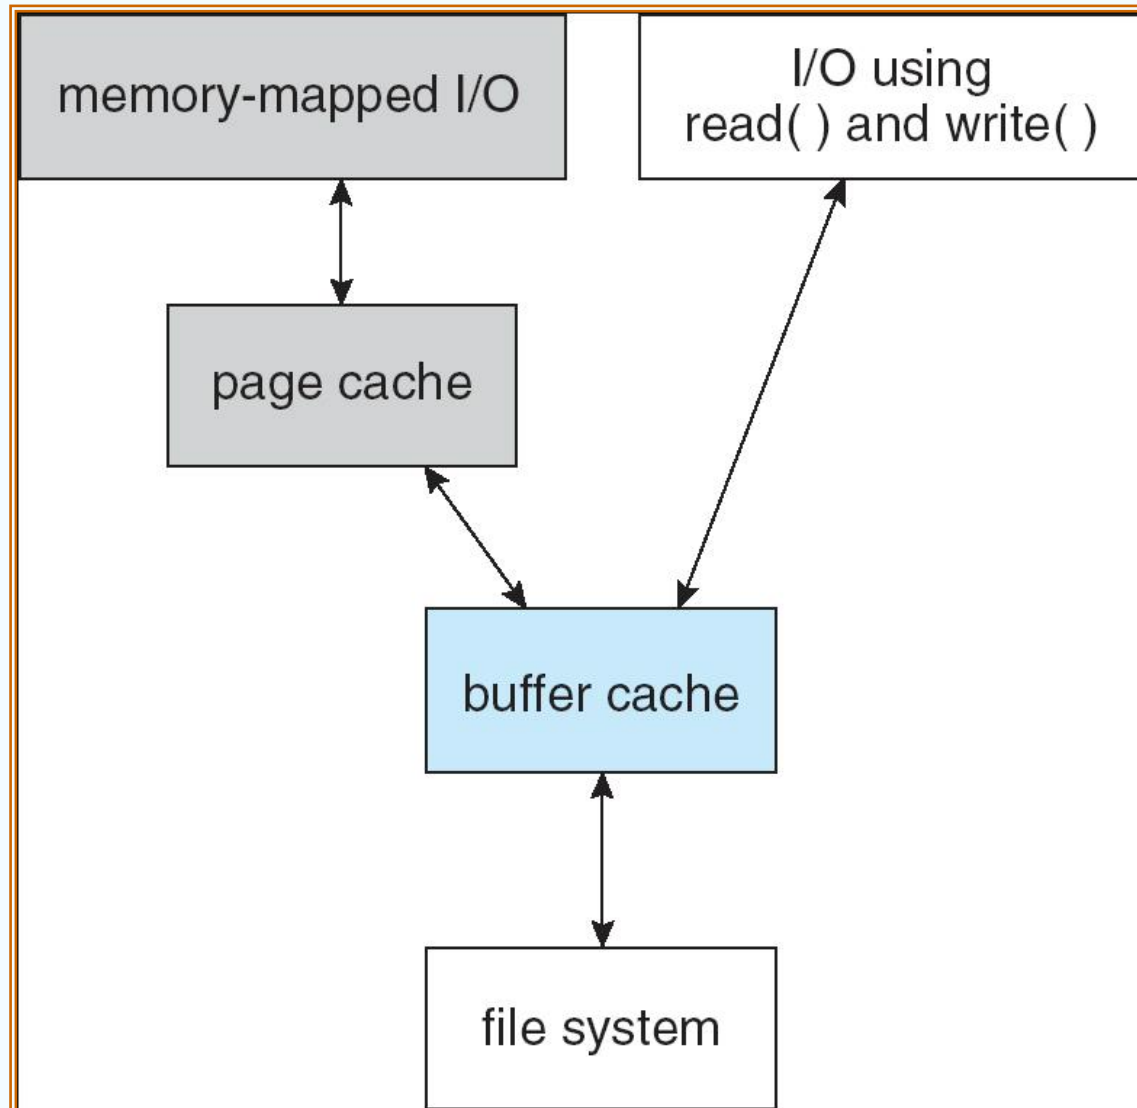 memory-mapped I/O
I/O using
read( ) and write( )
page cache
buffer cache
file system